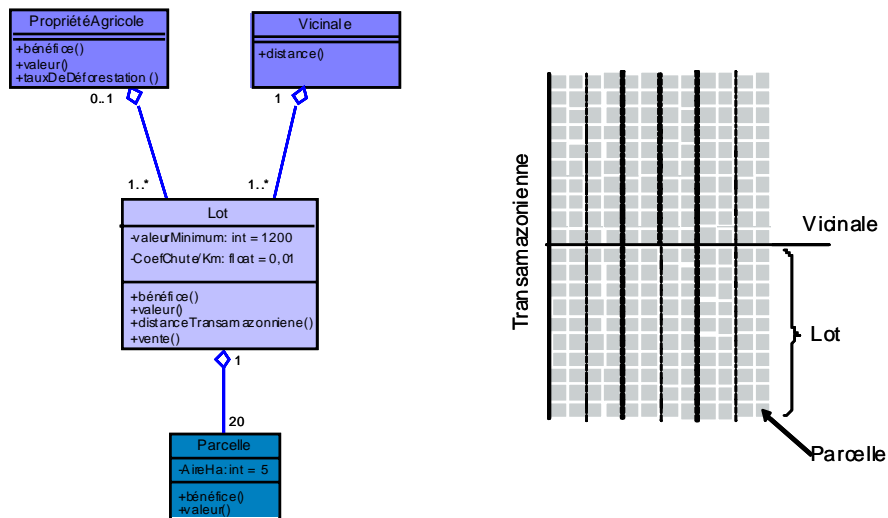 PropriétéAgricole
+bénéfice()
+valeur()
+tauxDeDéforestation ()
Vicinale
+distance()
0..1
1
1..*
1..*
Lot
-valeurMinimum: int = 1200
-CoefChute/Km: float = 0,01
+bénéfice()
+valeur()
+distanceTransamazonniene()
+vente()
1
20
Parcelle
-AireHa: int = 5
+bénéfice()
+valeur()
Transamazonienne
Vicinale
Lot
Parcelle